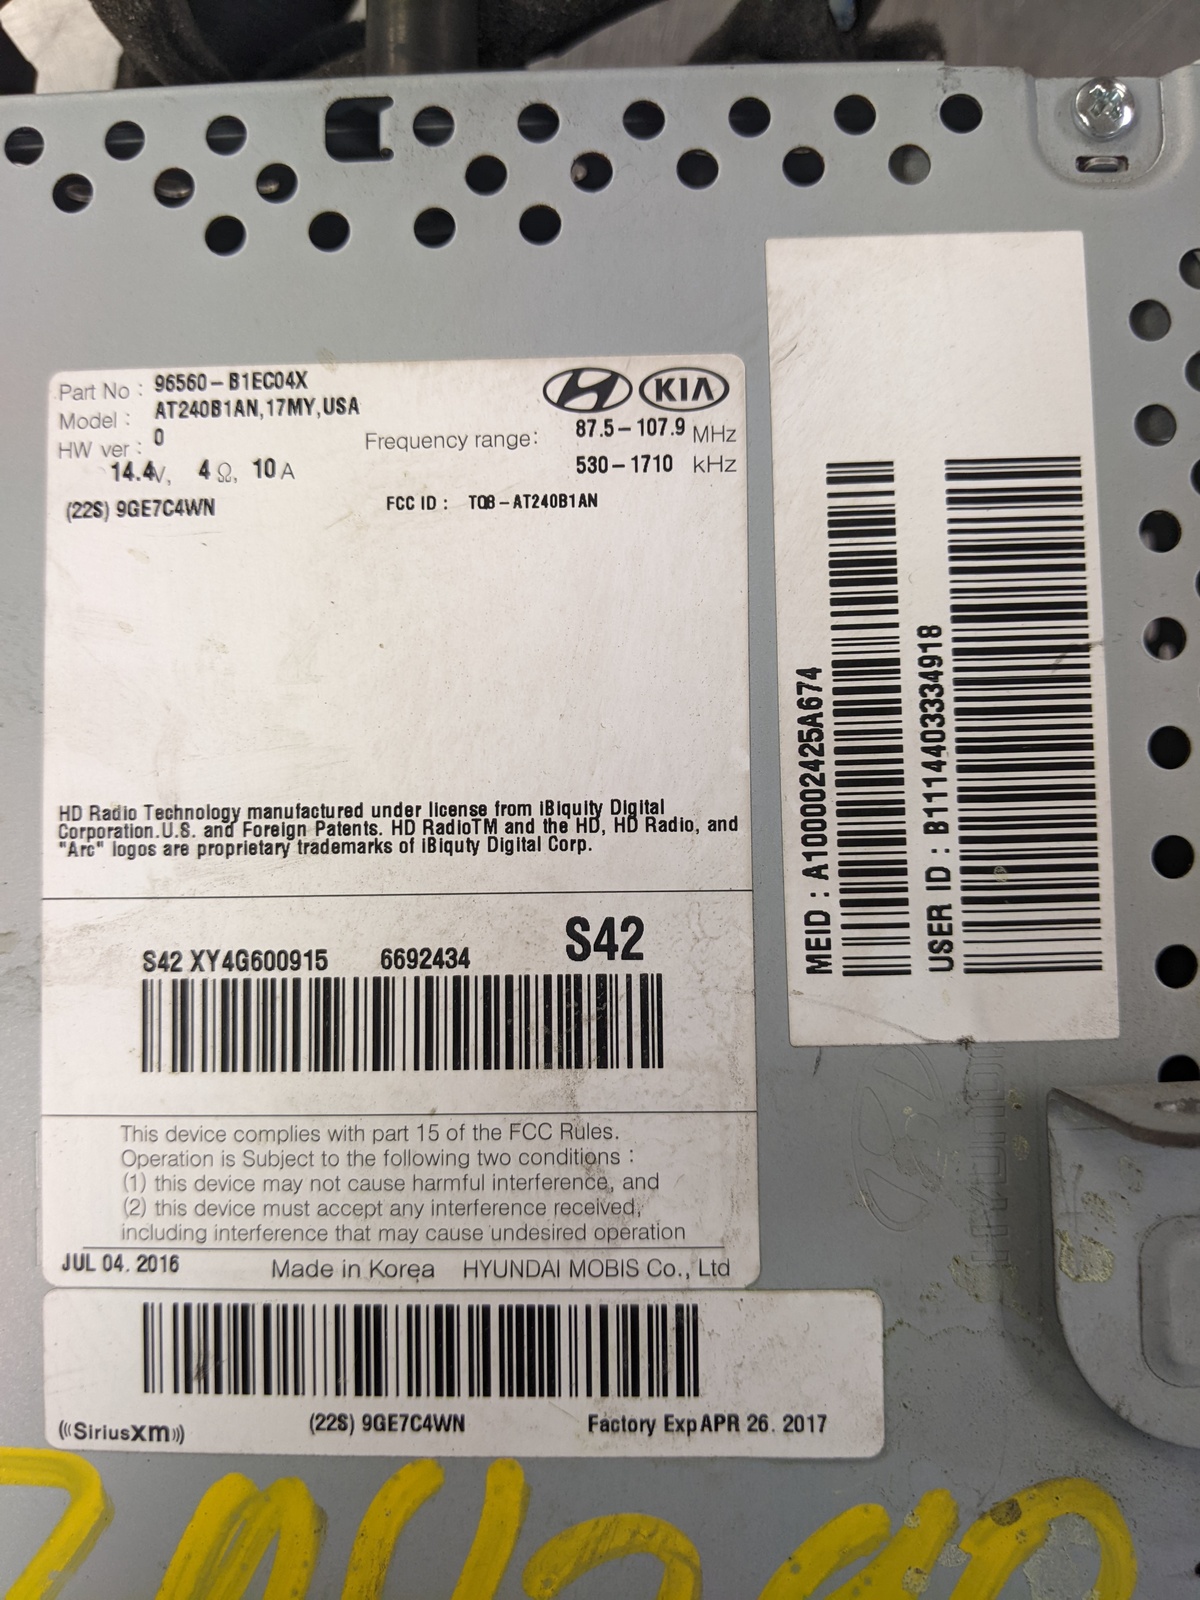 Part No : 96560-B1EC04X
Model : AT240B1AN,17MY,USA
HW ver : 0
14.4V, 4 Ω, 10 A
(22S) 9GE7C4WN
KIA
Frequency range: 87.5-107.9 MHz
530-1710 kHz
FCC ID : TQ8-AT240B1AN
HD Radio Technology manufactured under license from iBiquity Digital
Corporation.U.S. and Foreign Patents. HD RadioTM and the HD, HD Radio, and
"Arc" logos are proprietary trademarks of iBiquty Digital Corp.
S42 XY4G600915 6692434 S42
This device complies with part 15 of the FCC Rules.
Operation is Subject to the following two conditions :
(1) this device may not cause harmful interference, and
(2) this device must accept any interference received,
including interference that may cause undesired operation
JUL 04. 2016 Made in Korea HYUNDAI MOBIS Co., Ltd
(22S) 9GE7C4WN
((SiriusXM)) Factory Exp APR 26. 2017
MEID : A100002425A674
USER ID : B1114403334918
HYUNDAI